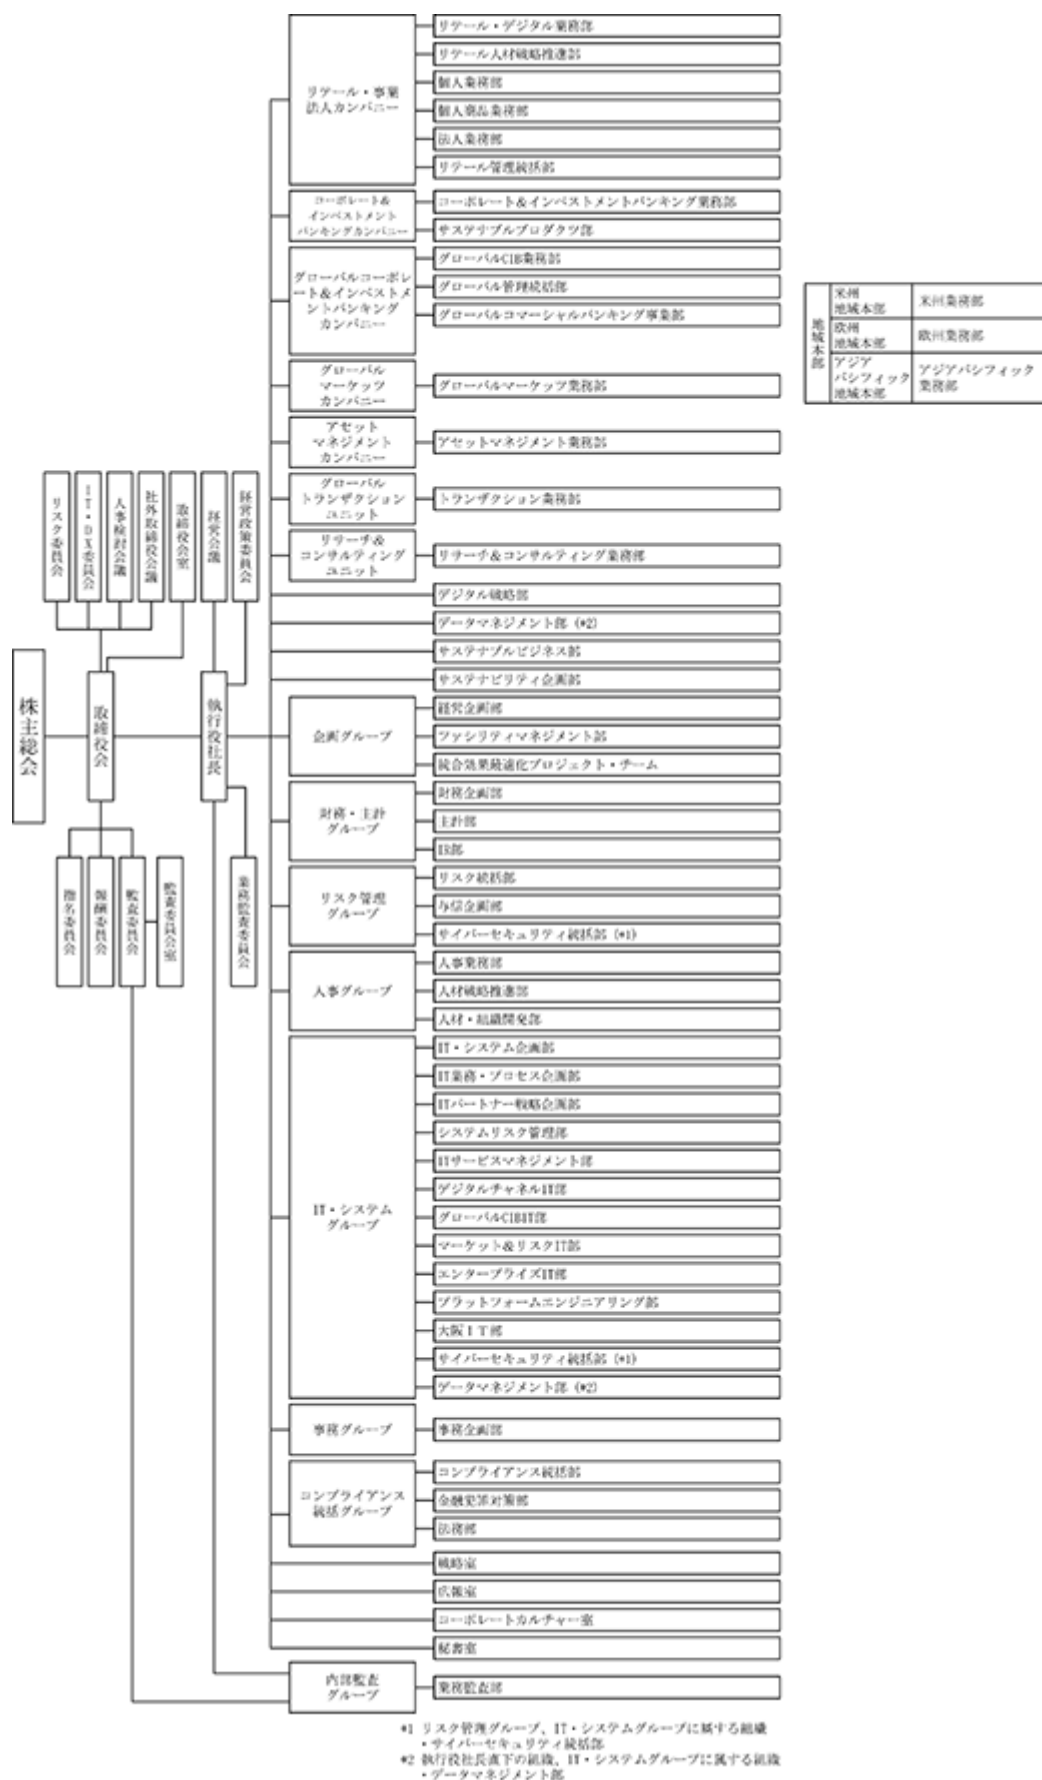 リテール・事業
法人カンパニー
リテール・デジタル業務部
リテール人材戦略推進部
個人業務部
個人商品業務部
法人業務部
リテール管理統括部
コーポレート&
インベストメント
バンキングカンパニー
コーポレート&インベストメントバンキング業務部
サステナブルプロダクツ部
グローバルコーポレ
ート&インベストメ
ントバンキング
カンパニー
グローバルCIB業務部
グローバル管理統括部
グローバルコマーシャルバンキング事業部
地域本部
米州
地域本部
米州業務部
欧州
地域本部
欧州業務部
アジア
パシフィック
地域本部
アジアパシフィック
業務部
グローバル
マーケッツ
カンパニー
グローバルマーケッツ業務部
アセット
マネジメント
カンパニー
アセットマネジメント業務部
グローバル
トランザクション
ユニット
トランザクション業務部
リサーチ&
コンサルティング
ユニット
リサーチ&コンサルティング業務部
デジタル戦略部
データマネジメント部 (*2)
サステナブルビジネス部
サステナビリティ企画部
リスク委員会
IT・DX委員会
人事検討会議
社外取締役会議
取締役会室
経営会議
経営政策委員会
株主総会
取締役会
執行役社長
指名委員会
報酬委員会
監査委員会
監査委員会室
業務監査委員会
企画グループ
経営企画部
ファシリティマネジメント部
統合効果最適化プロジェクト・チーム
財務・主計
グループ
財務企画部
主計部
IR部
リスク管理
グループ
リスク統括部
与信企画部
サイバーセキュリティ統括部 (*1)
人事グループ
人事業務部
人材戦略推進部
人材・組織開発部
IT・システム
グループ
IT・システム企画部
IT業務・プロセス企画部
ITパートナー戦略企画部
システムリスク管理部
ITサービスマネジメント部
デジタルチャネルIT部
グローバルCIBIT部
マーケット&リスクIT部
エンタープライズIT部
プラットフォームエンジニアリング部
大阪IT部
サイバーセキュリティ統括部 (*1)
データマネジメント部 (*2)
事務グループ
事務企画部
コンプライアンス
統括グループ
コンプライアンス統括部
金融犯罪対策部
法務部
戦略室
広報室
コーポレートカルチャー室
秘書室
内部監査
グループ
業務監査部
*1 リスク管理グループ、IT・システムグループに属する組織
・サイバーセキュリティ統括部
*2 執行役社長直下の組織、IT・システムグループに属する組織
・データマネジメント部